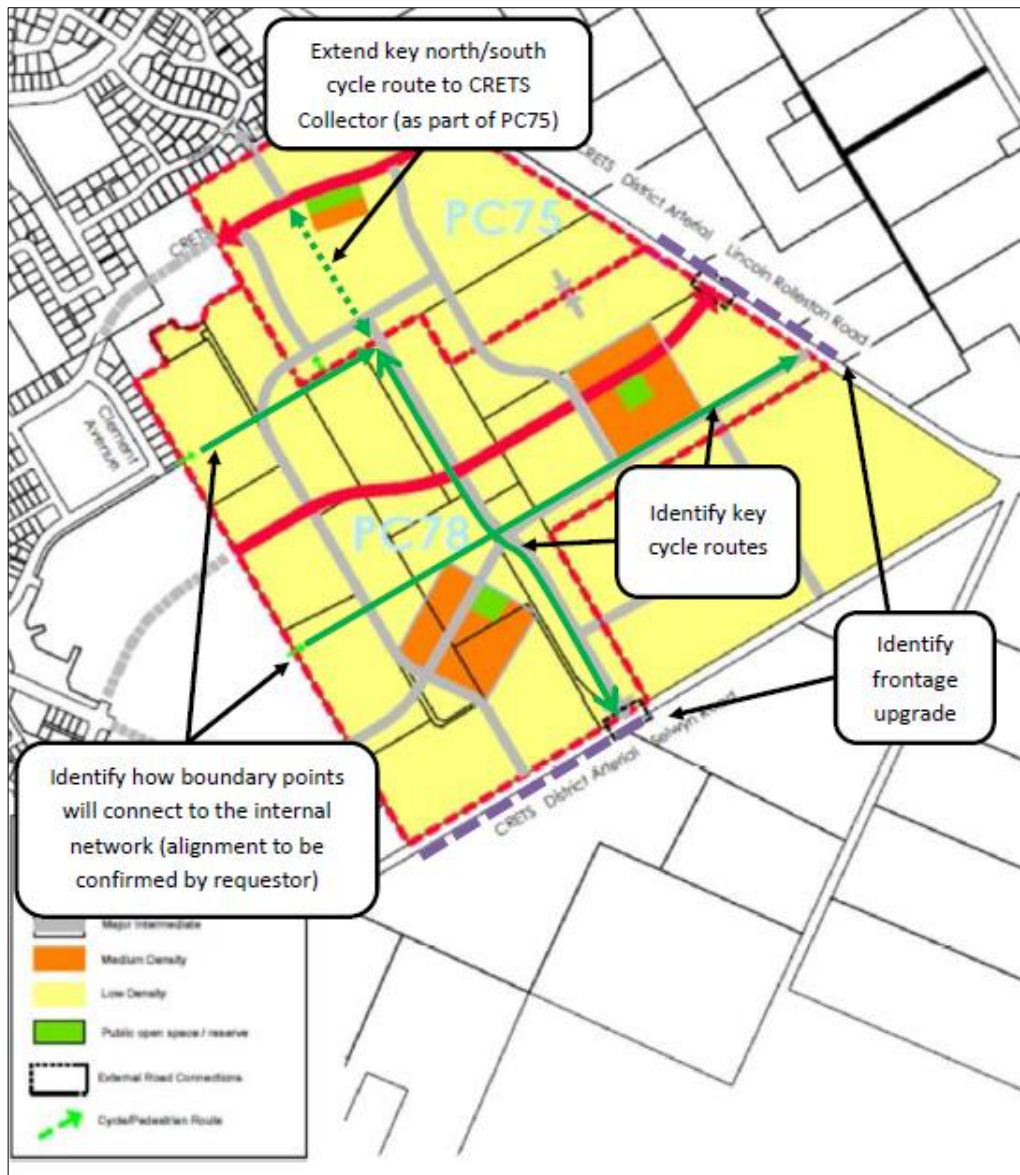 Extend key north/south
cycle route to CRETS
Collector (as part of PC75)
CRETS District Arterial Lincoln Rolleston Road
PC75
CRETS
Clement
Avenue
PC78
Identify key
cycle routes
Identify
frontage
upgrade
CRETS District Arterial Selwyn Road
Identify how boundary points
will connect to the internal
network (alignment to be
confirmed by requestor)
Major Intermediate
Medium Density
Low Density
Public open space / reserve
External Road Connections
Cycle/Pedestrian Route